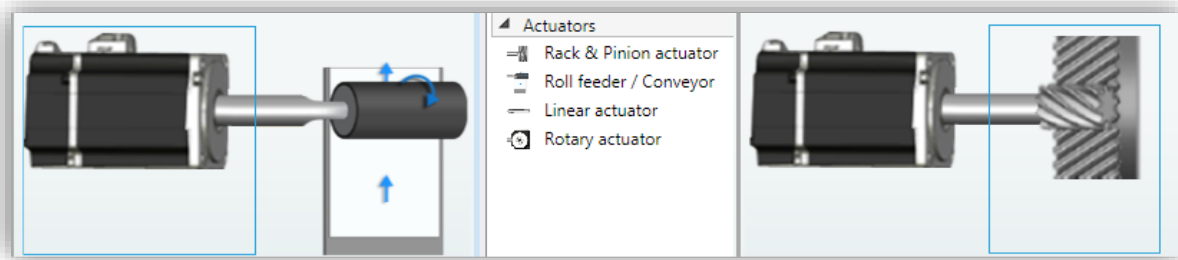 Actuators
Rack & Pinion actuator
Roll feeder / Conveyor
Linear actuator
Rotary actuator